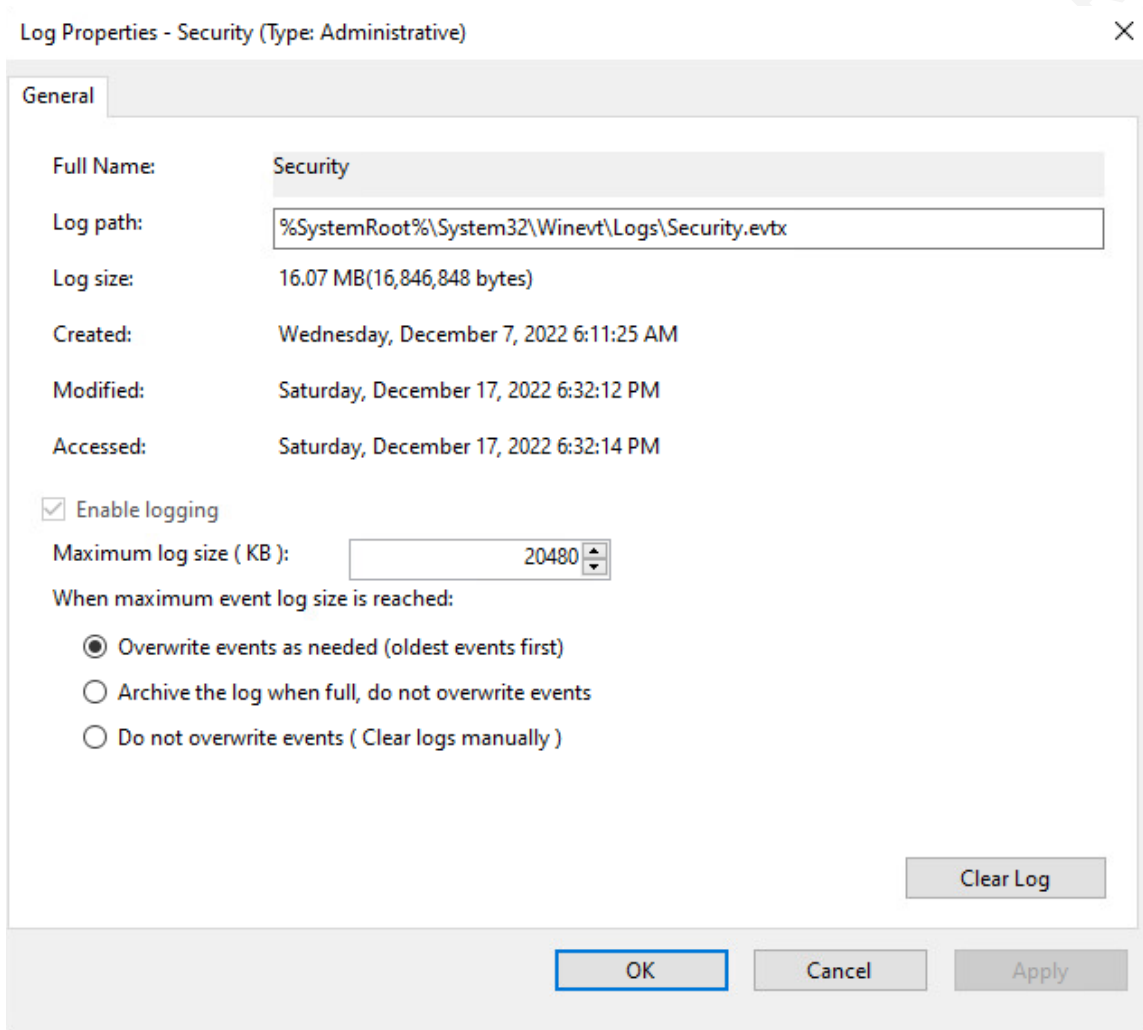 Log Properties - Security (Type: Administrative)
General
Full Name: Security
Log path: %SystemRoot%\System32\Winevt\Logs\Security.evtx
Log size: 16.07 MB(16,846,848 bytes)
Created: Wednesday, December 7, 2022 6:11:25 AM
Modified: Saturday, December 17, 2022 6:32:12 PM
Accessed: Saturday, December 17, 2022 6:32:14 PM
Enable logging
Maximum log size ( KB ): 20480
When maximum event log size is reached:
Overwrite events as needed (oldest events first)
Archive the log when full, do not overwrite events
Do not overwrite events ( Clear logs manually )
Clear Log
OK Cancel Apply